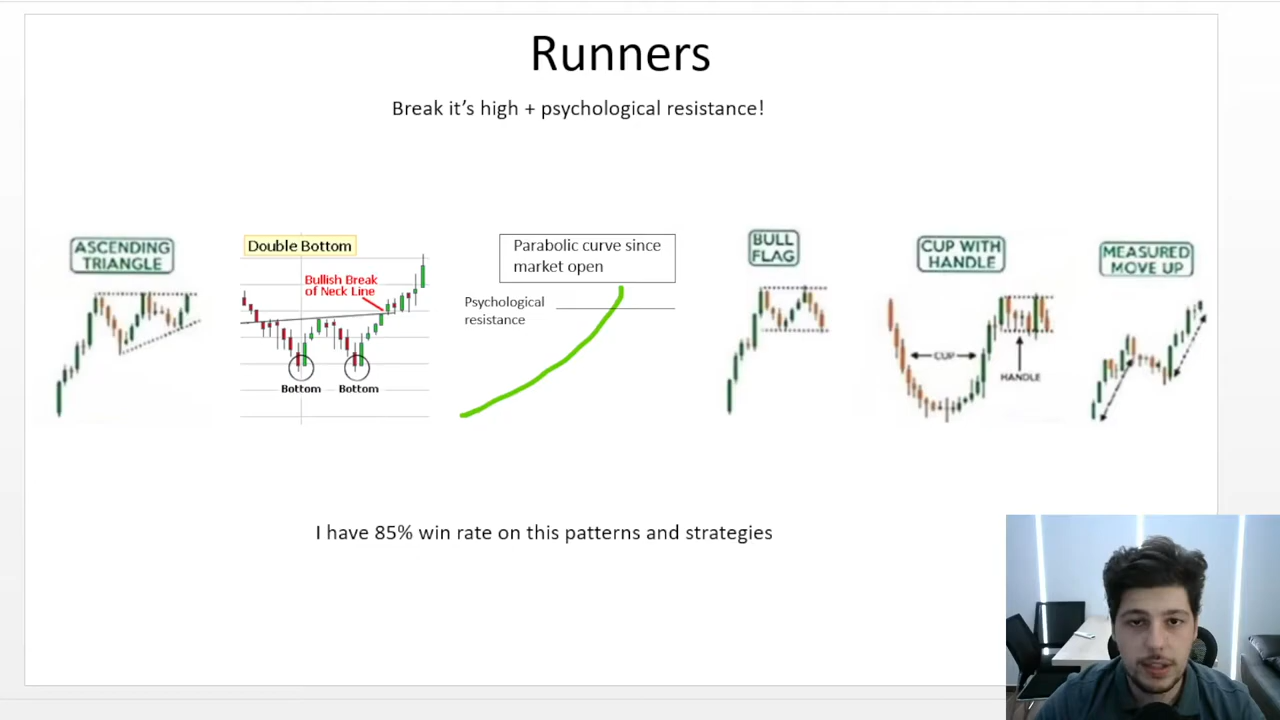 Runners
Break it's high + psychological resistance!
ASCENDING
TRIANGLE
Double Bottom
Bullish Break
of Neck Line
Bottom
Bottom
Parabolic curve since
market open
Psychological
resistance
BULL
FLAG
CUP WITH
HANDLE
CUP
HANDLE
MEASURED
MOVE UP
I have 85% win rate on this patterns and strategies